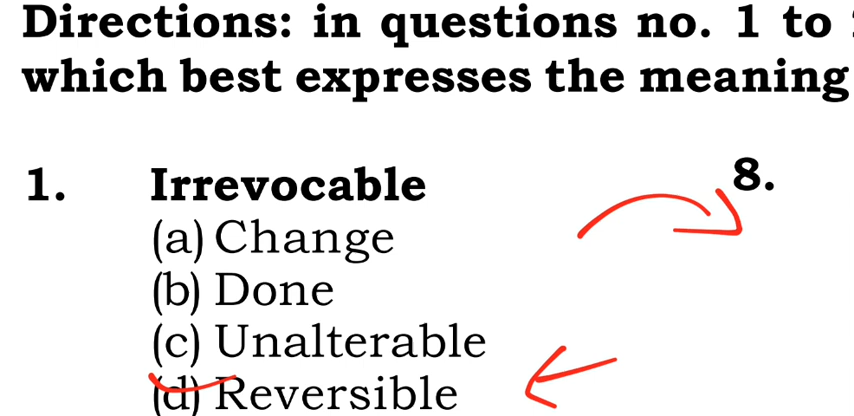 Directions: in questions no. 1 to
which best expresses the meaning
1. Irrevocable
(a) Change
(b) Done
(c) Unalterable
(d) Reversible
8.